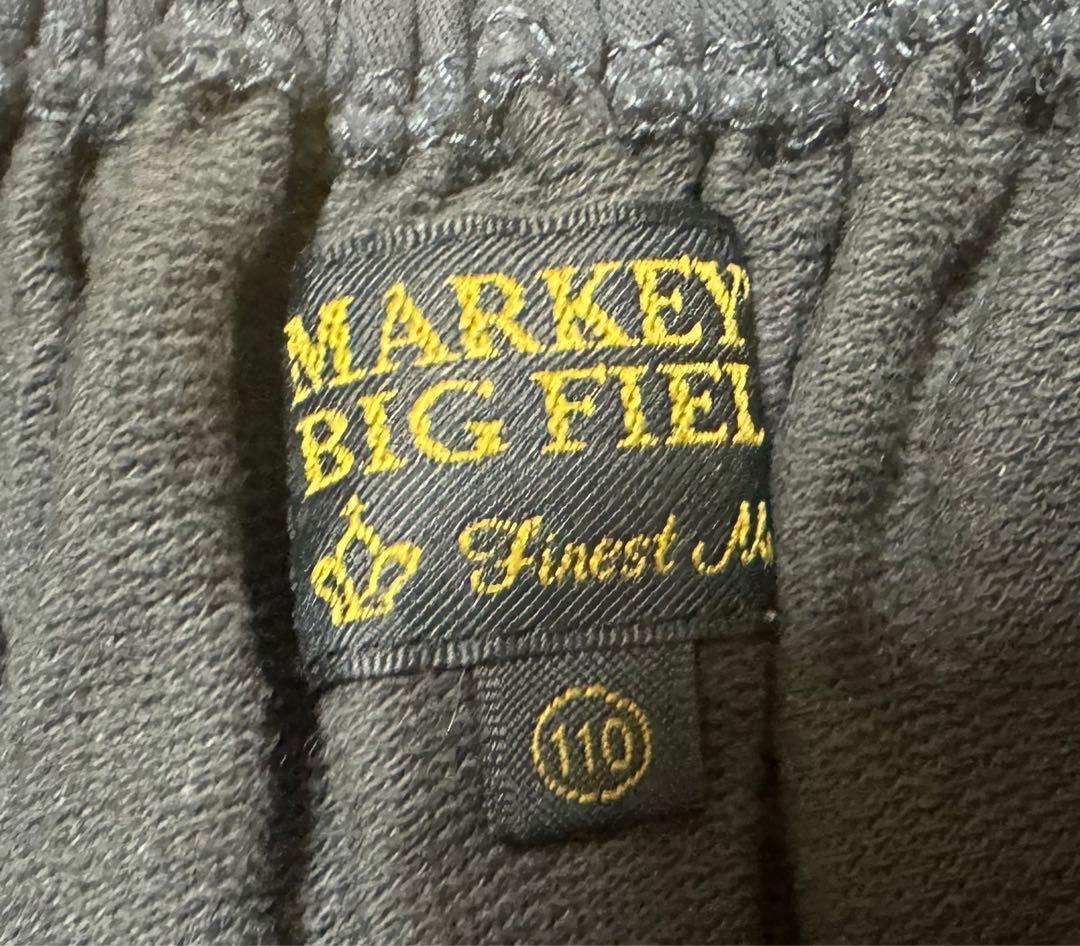 MARKEY
BIG FIEL
Finest M
110